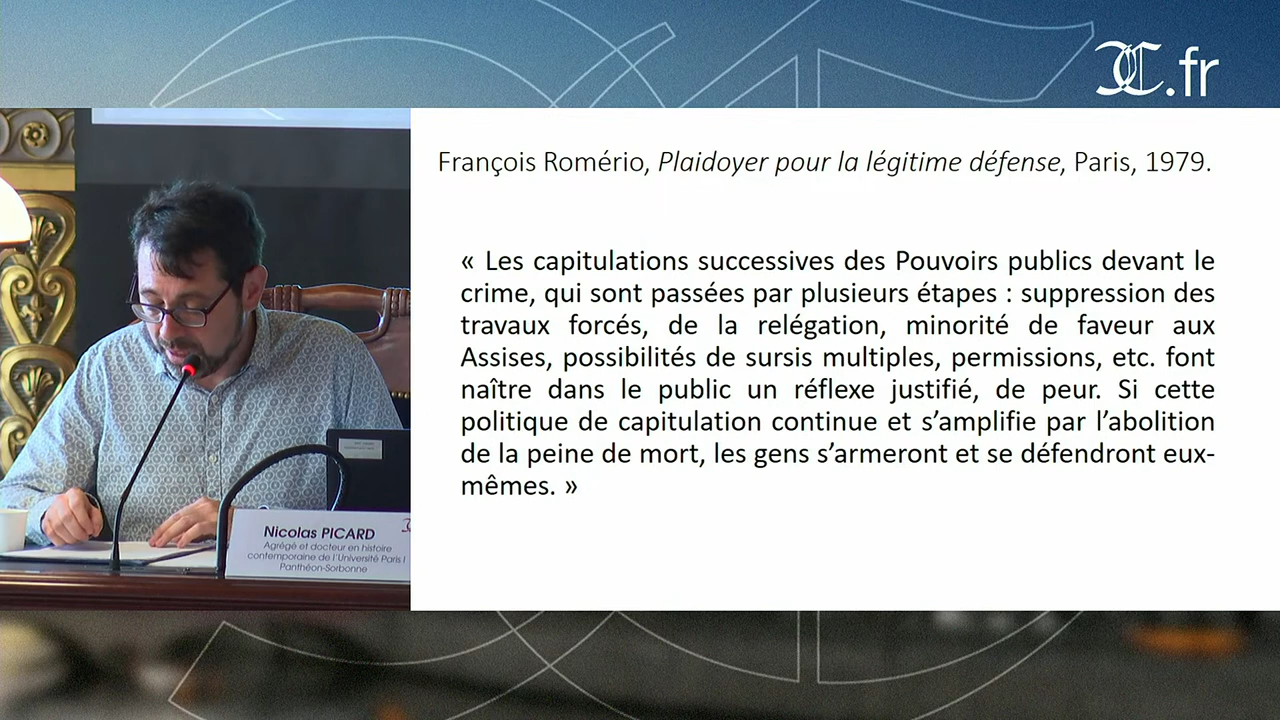 CC.fr
François Romério, Plaidoyer pour la légitime défense, Paris, 1979.
« Les capitulations successives des Pouvoirs publics devant le
crime, qui sont passées par plusieurs étapes : suppression des
travaux forcés, de la relégation, minorité de faveur aux
Assises, possibilités de sursis multiples, permissions, etc. font
naître dans le public un réflexe justifié, de peur. Si cette
politique de capitulation continue et s’amplifie par l’abolition
de la peine de mort, les gens s’armeront et se défendront eux-
mêmes. »
Nicolas PICARD
Agrégé et docteur en histoire
contemporaine de l'Université Paris I
Panthéon-Sorbonne